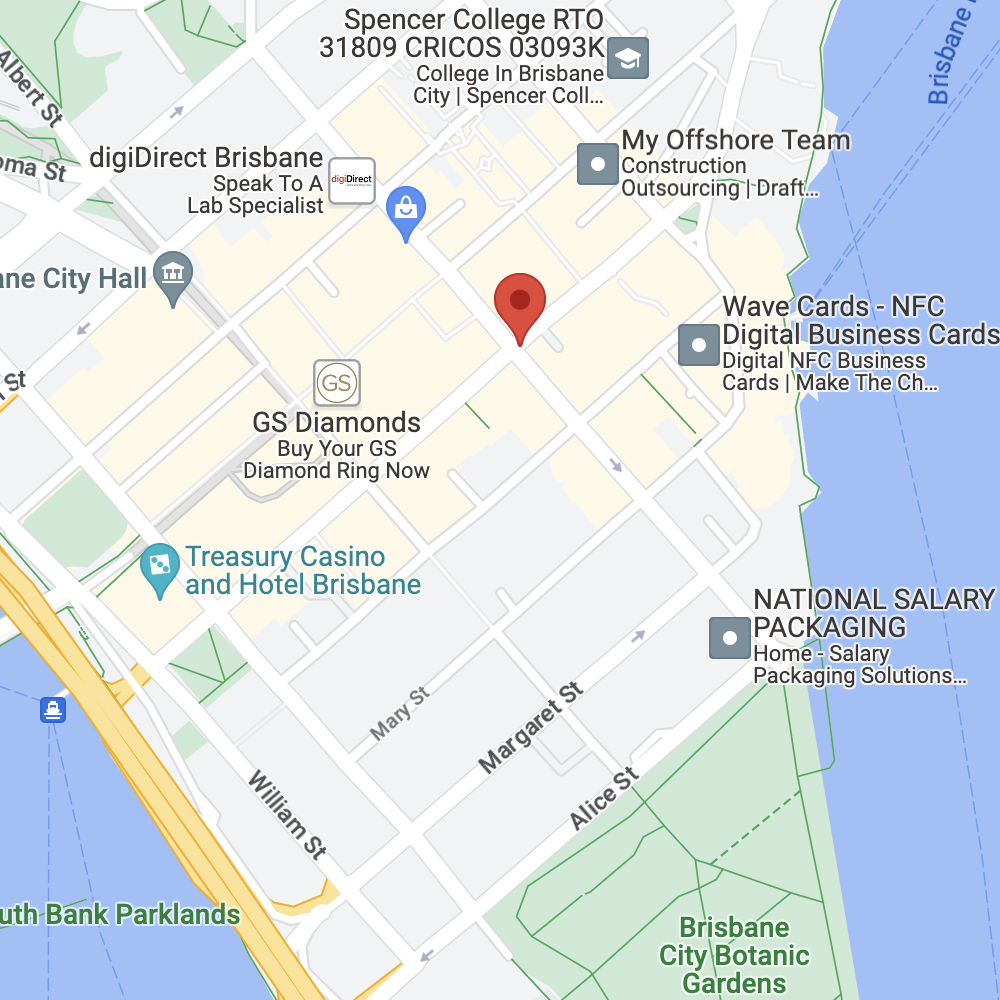 Spencer College RTO
31809 CRICOS 03093K
College In Brisbane
City | Spencer Coll...
Brisbane
Albert St
oma St
digiDirect Brisbane
Speak To A
Lab Specialist
digiDirect
My Offshore Team
Construction
Outsourcing | Draft...
ane City Hall
Wave Cards - NFC
Digital Business Cards
Digital NFC Business
Cards | Make The Ch...
St
GS
GS Diamonds
Buy Your GS
Diamond Ring Now
Treasury Casino
and Hotel Brisbane
NATIONAL SALARY
PACKAGING
Home - Salary
Packaging Solutions...
Mary St
Margaret St
Alice St
William St
uth Bank Parklands
Brisbane
City Botanic
Gardens